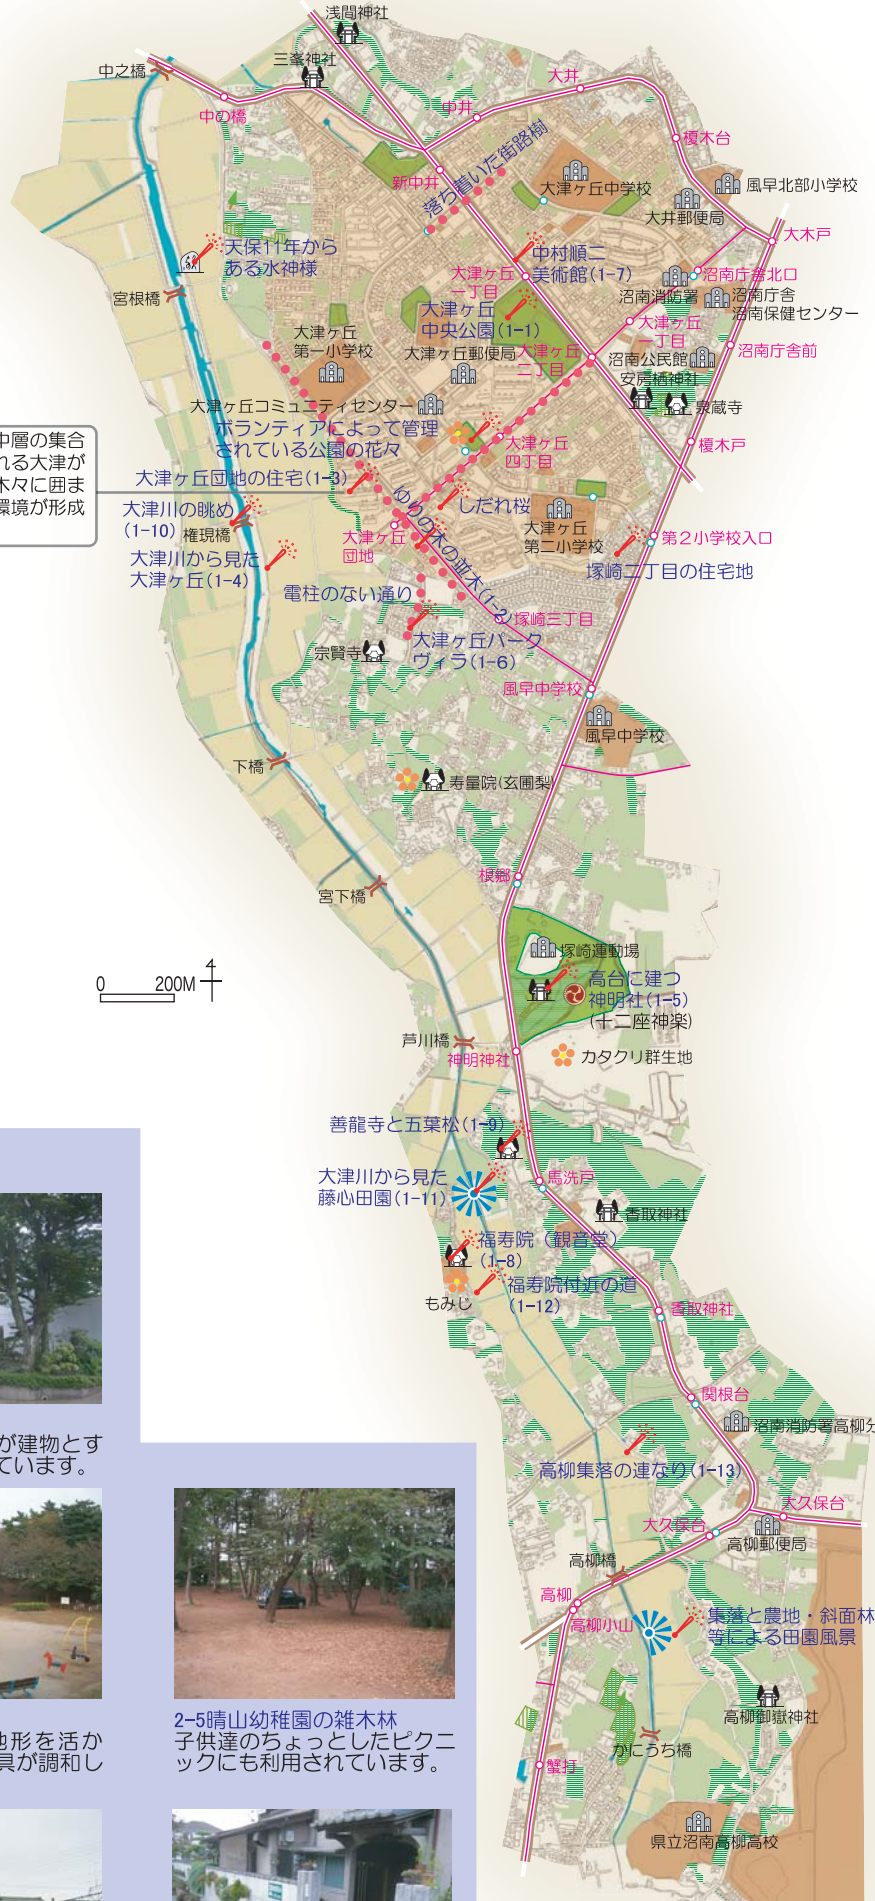 浅間神社
三峯神社
中之橋
大井
中の橋
中井
榎木台
落ち着いた街路樹
新中井
大津ヶ丘中学校
風早北部小学校
大井郵便局
天保11年から
ある水神様
中村順二
美術館(1-7)
大木戸
大津ヶ丘
一丁目
沼南庁舎北口
宮根橋
沼南消防署
沼南庁舎
沼南保健センター
大津ヶ丘
中央公園(1-1)
大津ヶ丘
一丁目
大津ヶ丘
第一小学校
大津ヶ丘郵便局
大津ヶ丘
二丁目
沼南公民館
沼南庁舎前
安房栖神社
大津ヶ丘コミュニティセンター
泉蔵寺
ボランティアによって管理
されている公園の花々
大津ヶ丘
四丁目
榎木戸
中層の集合
れる大津が
木々に囲ま
環境が形成
大津ヶ丘団地の住宅(1-3)
ゆりの木の並木(1-2)
しだれ桜
大津川の眺め
(1-10)
権現橋
大津ヶ丘
団地
大津ヶ丘
第二小学校
第２小学校入口
大津川から見た
大津ヶ丘(1-4)
塚崎二丁目の住宅地
電柱のない通り
塚崎三丁目
大津ヶ丘パーク
ヴィラ(1-6)
宗賢寺
風早中学校
風早中学校
下橋
寿量院(玄圃梨)
根郷
宮下橋
塚崎運動場
高台に建つ
神明社(1-5)
(十二座神楽)
0
200M
芦川橋
神明神社
カタクリ群生地
善龍寺と五葉松(1-9)
大津川から見た
藤心田園(1-11)
馬洗戸
香取神社
福寿院（観音堂）
(1-8)
福寿院付近の道
(1-12)
もみじ
香取神社
関根台
沼南消防署高柳分
が建物とす
ています。
高柳集落の連なり(1-13)
大久保台
大久保台
高柳郵便局
高柳橋
高柳
高柳小山
集落と農地・斜面林
等による田園風景
高柳御嶽神社
かにうち橋
蟹打
県立沼南高柳高校
地形を活か
具が調和し
2-5晴山幼稚園の雑木林
子供達のちょっとしたピクニ
ックにも利用されています。